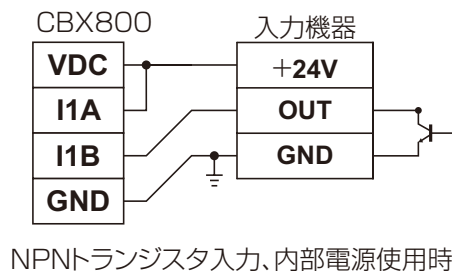 CBX800
入力機器
VDC
I1A
I1B
GND
+24V
OUT
GND
NPNトランジスタ入力、内部電源使用時